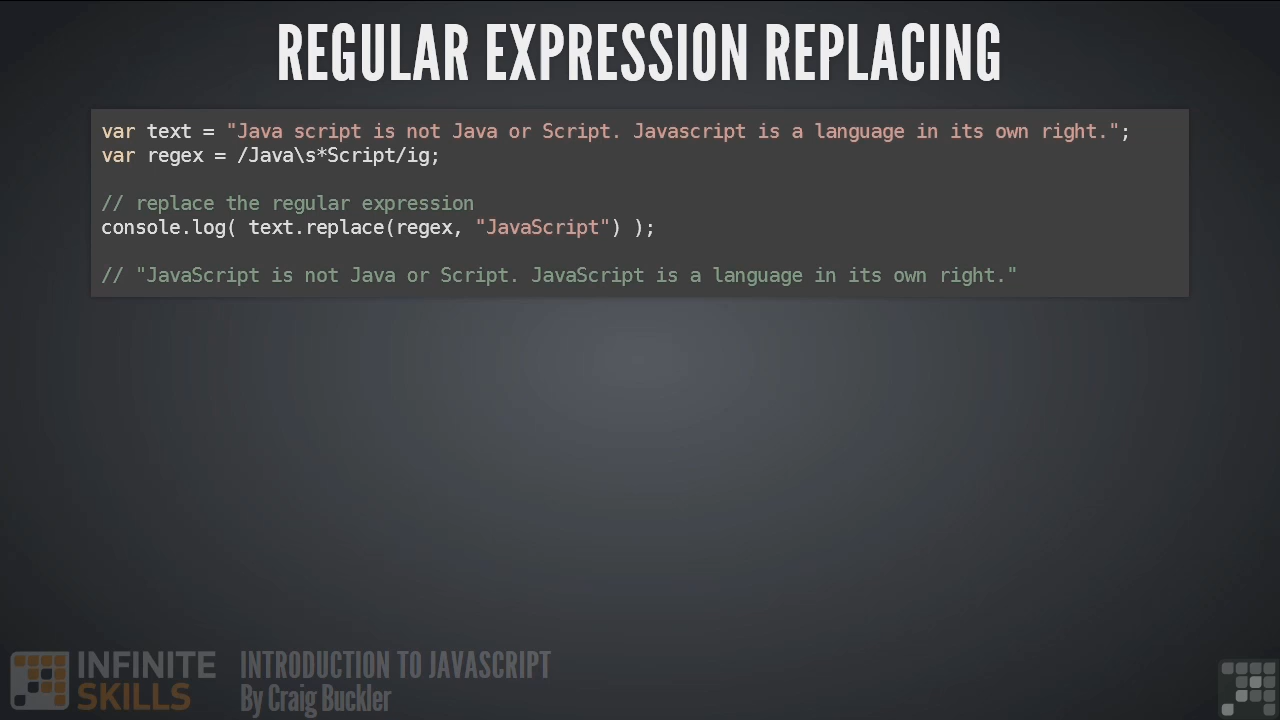 REGULAR EXPRESSION REPLACING
var text = "Java script is not Java or Script. Javascript is a language in its own right.";
var regex = /Java\s*Script/ig;
// replace the regular expression
console.log( text.replace(regex, "JavaScript") );
// "JavaScript is not Java or Script. JavaScript is a language in its own right."
INFINITE
SKILLS
INTRODUCTION TO JAVASCRIPT
By Craig Buckler